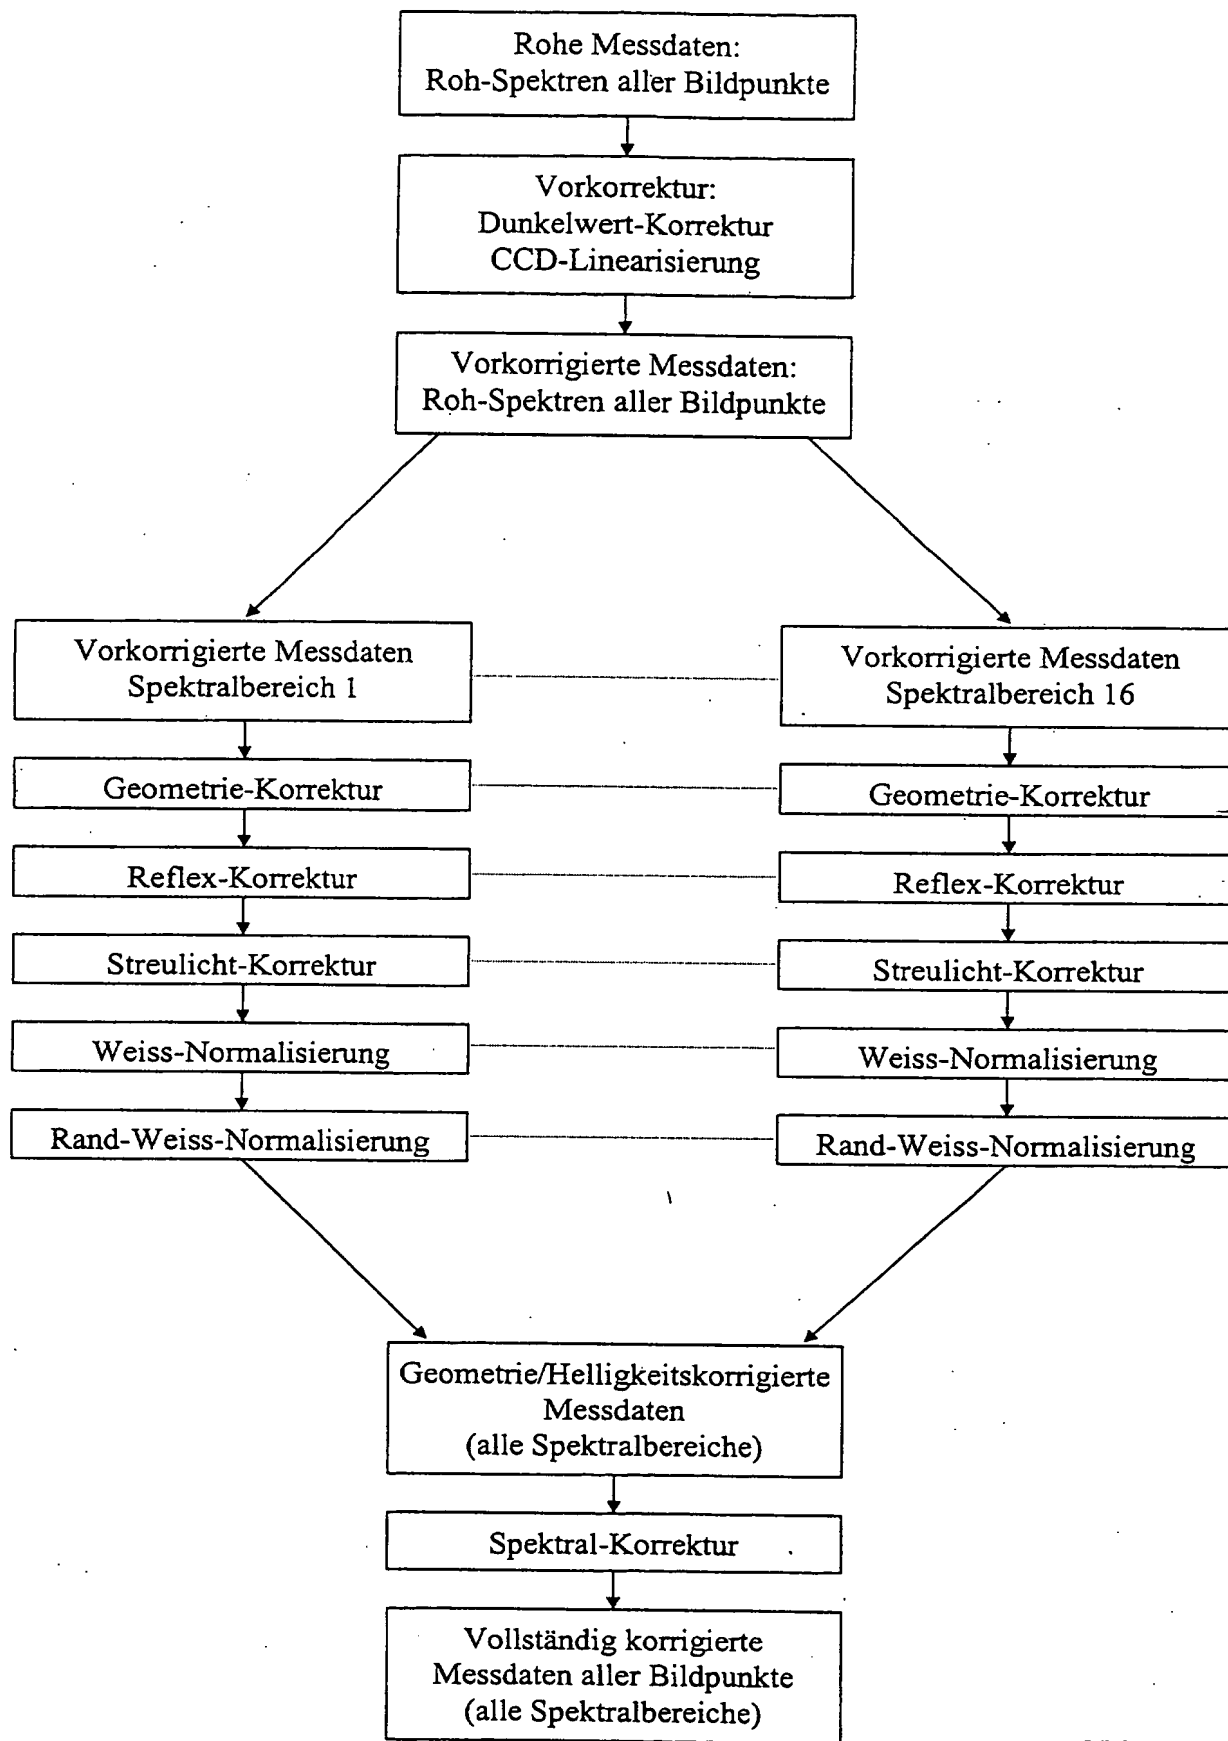 Rohe Messdaten:
Roh-Spektren aller Bildpunkte
Vorkorrektur:
Dunkelwert-Korrektur
CCD-Linearisierung
Vorkorrigierte Messdaten:
Roh-Spektren aller Bildpunkte
Vorkorrigierte Messdaten
Spektralbereich 1
Geometrie-Korrektur
Reflex-Korrektur
Streulicht-Korrektur
Weiss-Normalisierung
Rand-Weiss-Normalisierung
Vorkorrigierte Messdaten
Spektralbereich 16
Geometrie-Korrektur
Reflex-Korrektur
Streulicht-Korrektur
Weiss-Normalisierung
Rand-Weiss-Normalisierung
Geometrie/Helligkeitskorrigierte
Messdaten
(alle Spektralbereiche)
Spektral-Korrektur
Vollständig korrigierte
Messdaten aller Bildpunkte
(alle Spektralbereiche)